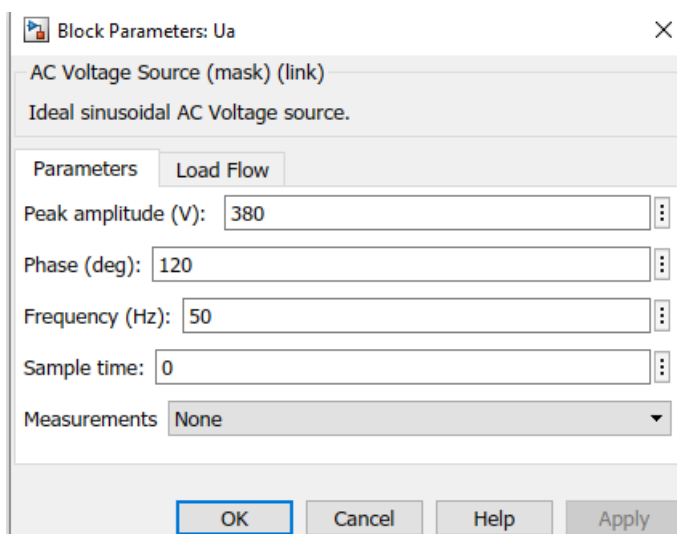 Block Parameters: Ua
AC Voltage Source (mask) (link)
Ideal sinusoidal AC Voltage source.
Parameters Load Flow
Peak amplitude (V): 380
Phase (deg): 120
Frequency (Hz): 50
Sample time: 0
Measurements None
OK Cancel Help Apply